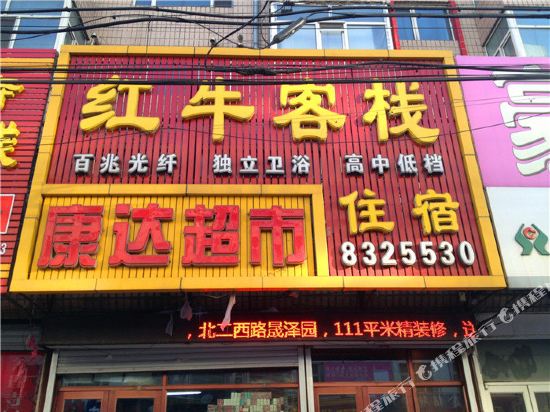 红牛客栈
百兆光纤 独立卫浴 高中低档
康达超市
住宿
8325530
，北二西路晟泽园，111平米精装修，
携程旅行
携程